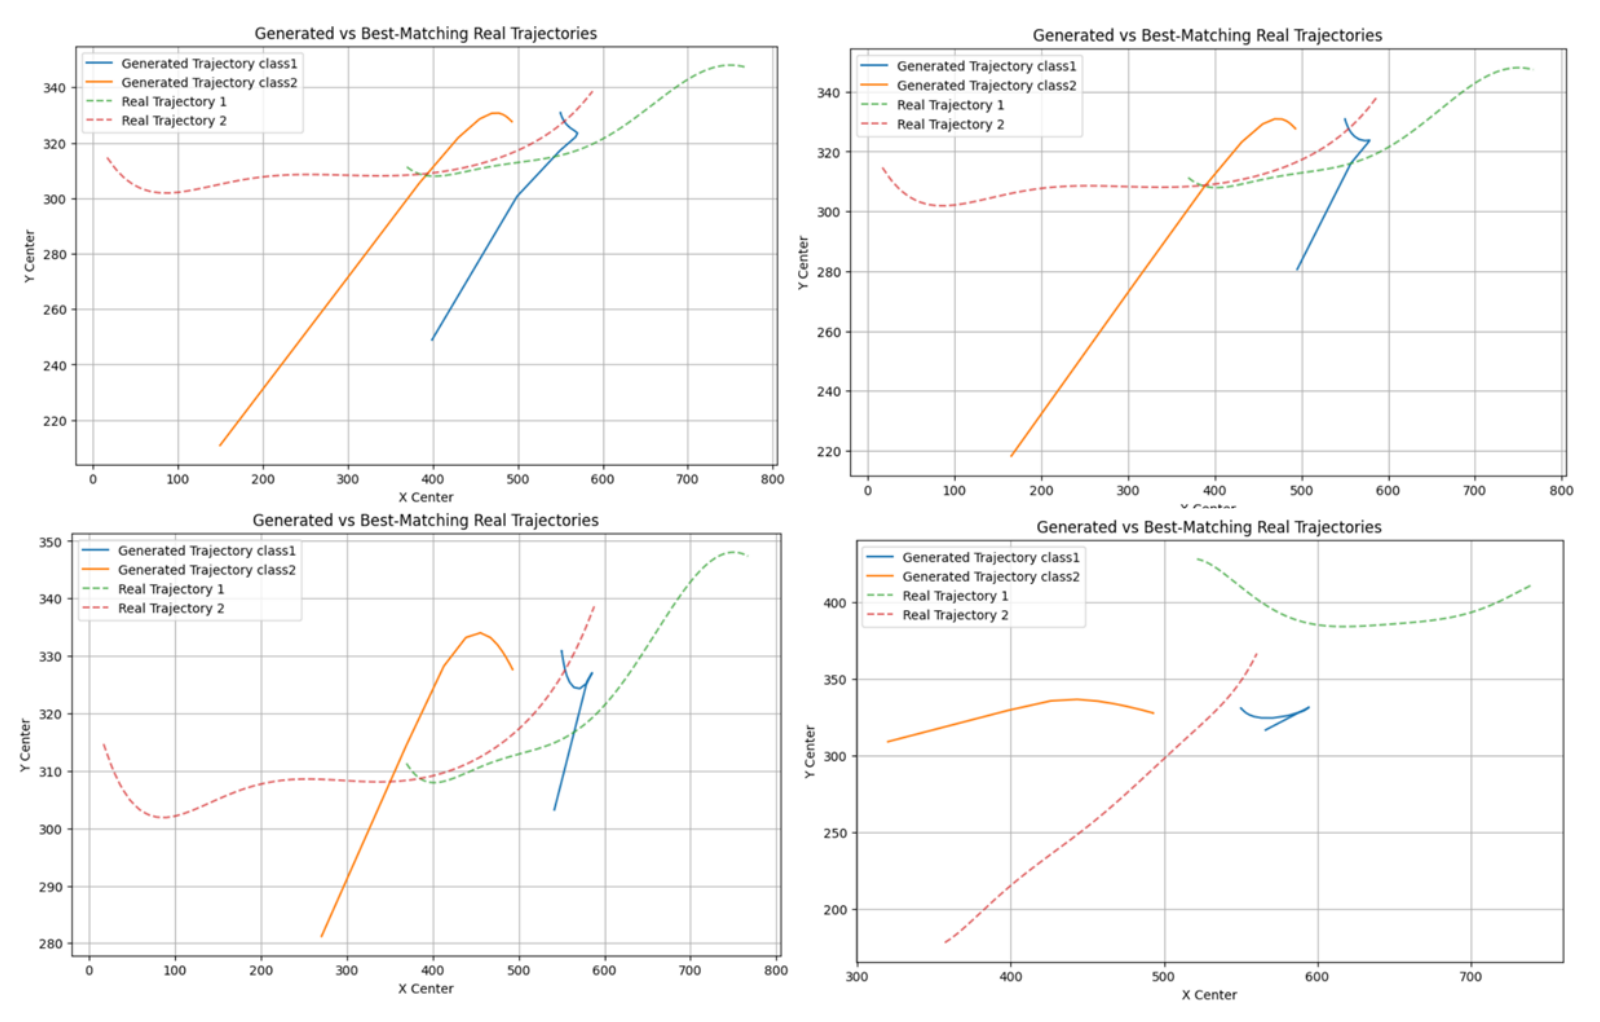 Generated vs Best-Matching Real Trajectories
Generated Trajectory class1
Generated Trajectory class2
Real Trajectory 1
Real Trajectory 2
340
320
300
280
260
240
220
Y Center
0 100 200 300 400 500 600 700 800
X Center
Generated vs Best-Matching Real Trajectories
Generated Trajectory class1
Generated Trajectory class2
Real Trajectory 1
Real Trajectory 2
340
320
300
280
260
240
220
Y Center
0 100 200 300 400 500 600 700 800
X Center
Generated vs Best-Matching Real Trajectories
Generated Trajectory class1
Generated Trajectory class2
Real Trajectory 1
Real Trajectory 2
350
340
330
320
310
300
290
280
Y Center
0 100 200 300 400 500 600 700 800
X Center
Generated vs Best-Matching Real Trajectories
Generated Trajectory class1
Generated Trajectory class2
Real Trajectory 1
Real Trajectory 2
400
350
300
250
200
Y Center
300 400 500 600 700
X Center